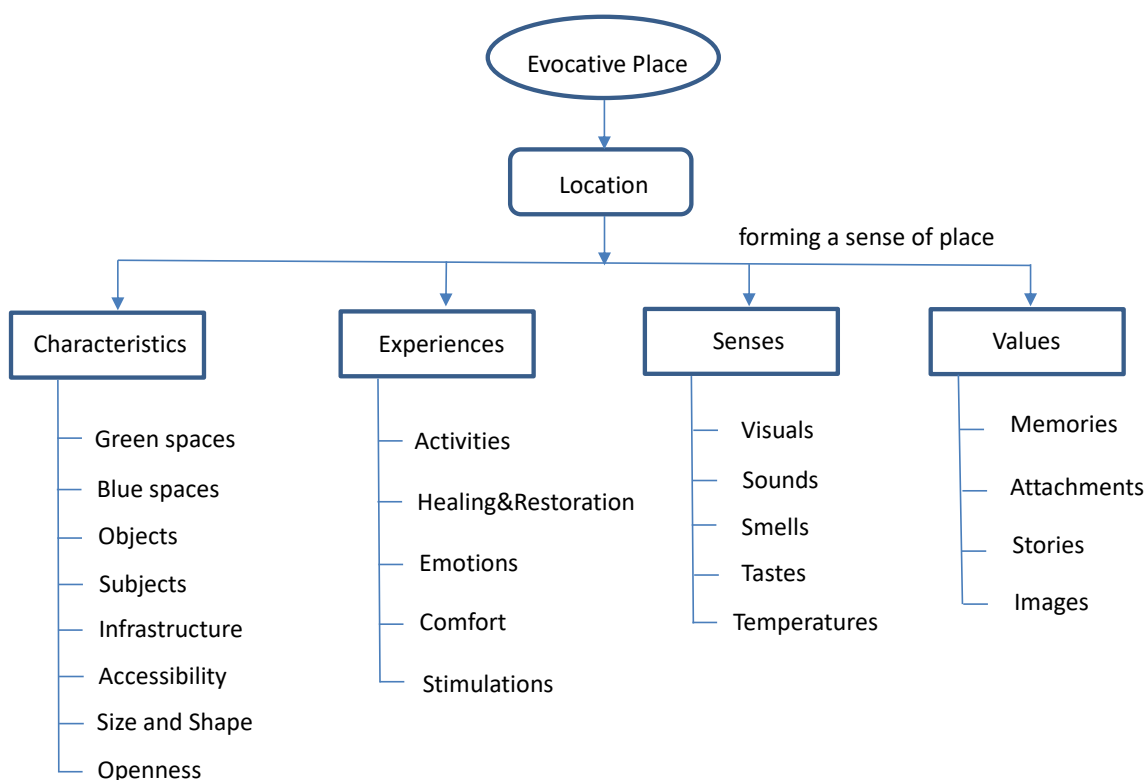 Evocative Place
Location
forming a sense of place
Characteristics
Green spaces
Blue spaces
Objects
Subjects
Infrastructure
Accessibility
Size and Shape
Openness
Experiences
Activities
Healing&Restoration
Emotions
Comfort
Stimulations
Senses
Visuals
Sounds
Smells
Tastes
Temperatures
Values
Memories
Attachments
Stories
Images